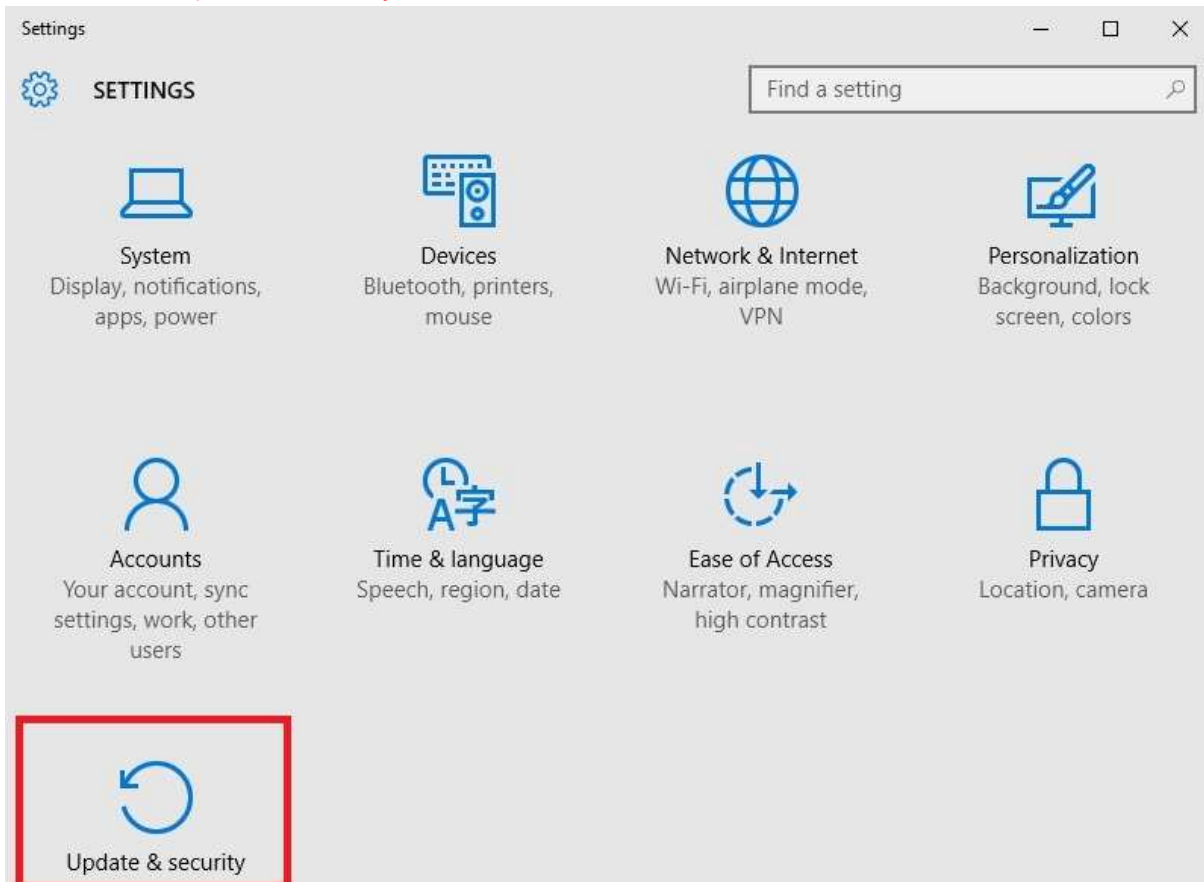 Settings
SETTINGS
Find a setting
System
Display, notifications,
apps, power
Devices
Bluetooth, printers,
mouse
Network & Internet
Wi-Fi, airplane mode,
VPN
Personalization
Background, lock
screen, colors
Accounts
Your account, sync
settings, work, other
users
Time & language
Speech, region, date
Ease of Access
Narrator, magnifier,
high contrast
Privacy
Location, camera
Update & security